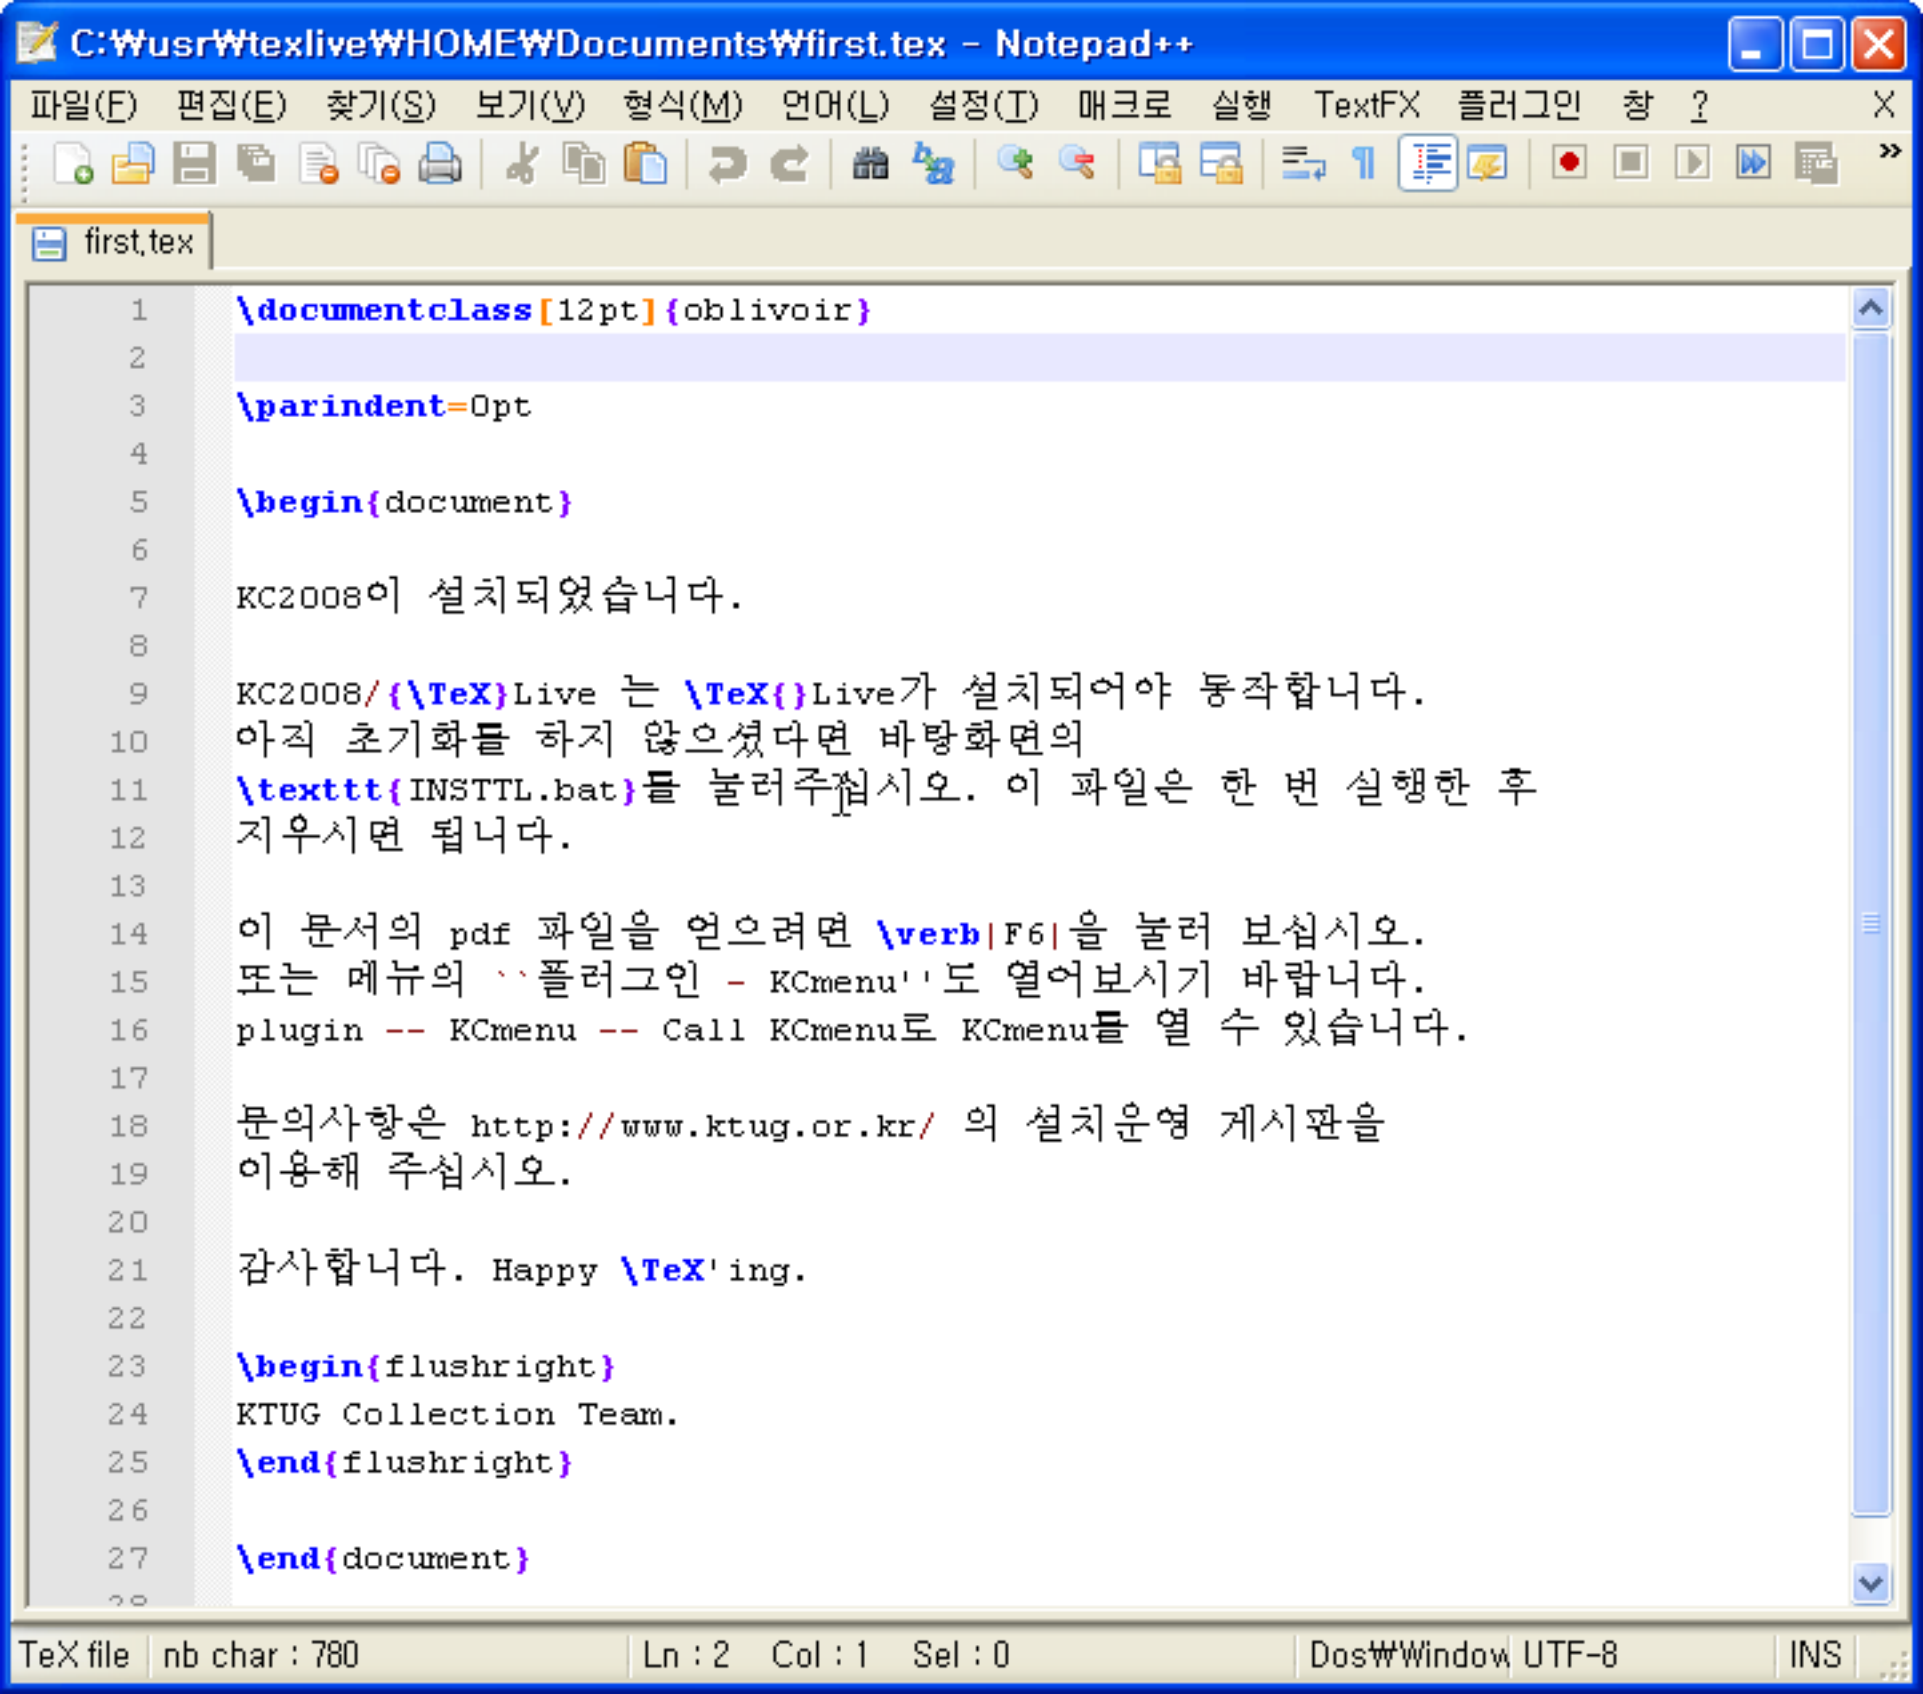 C:₩usr₩texlive₩HOME₩Documents₩first.tex - Notepad++
파일(F) 편집(E) 찾기(S) 보기(V) 형식(M) 언어(L) 설정(T) 매크로 실행 TextFX 플러그인 창 ? X
first.tex
1 \documentclass[12pt]{oblivoir}
2
3 \parindent=0pt
4
5 \begin{document}
6
7 KC2008이 설치되었습니다.
8
9 KC2008/{\TeX}Live 는 \TeX{}Live가 설치되어야 동작합니다.
10 아직 초기화를 하지 않으셨다면 바탕화면의
11 \texttt{INSTTL.bat}를 눌러주십시오. 이 파일은 한 번 실행한 후
12 지우시면 됩니다.
13
14 이 문서의 pdf 파일을 얻으려면 \verb|F6|을 눌러 보십시오.
15 또는 메뉴의 ``플러그인 - KCmenu''도 열어보시기 바랍니다.
16 plugin -- KCmenu -- Call KCmenu로 KCmenu를 열 수 있습니다.
17
18 문의사항은 http://www.ktug.or.kr/ 의 설치운영 게시판을
19 이용해 주십시오.
20
21 감사합니다. Happy \TeX'ing.
22
23 \begin{flushright}
24 KTUG Collection Team.
25 \end{flushright}
26
27 \end{document}
28
TeX file nb char : 780 Ln : 2 Col : 1 Sel : 0 Dos₩Window UTF-8 INS